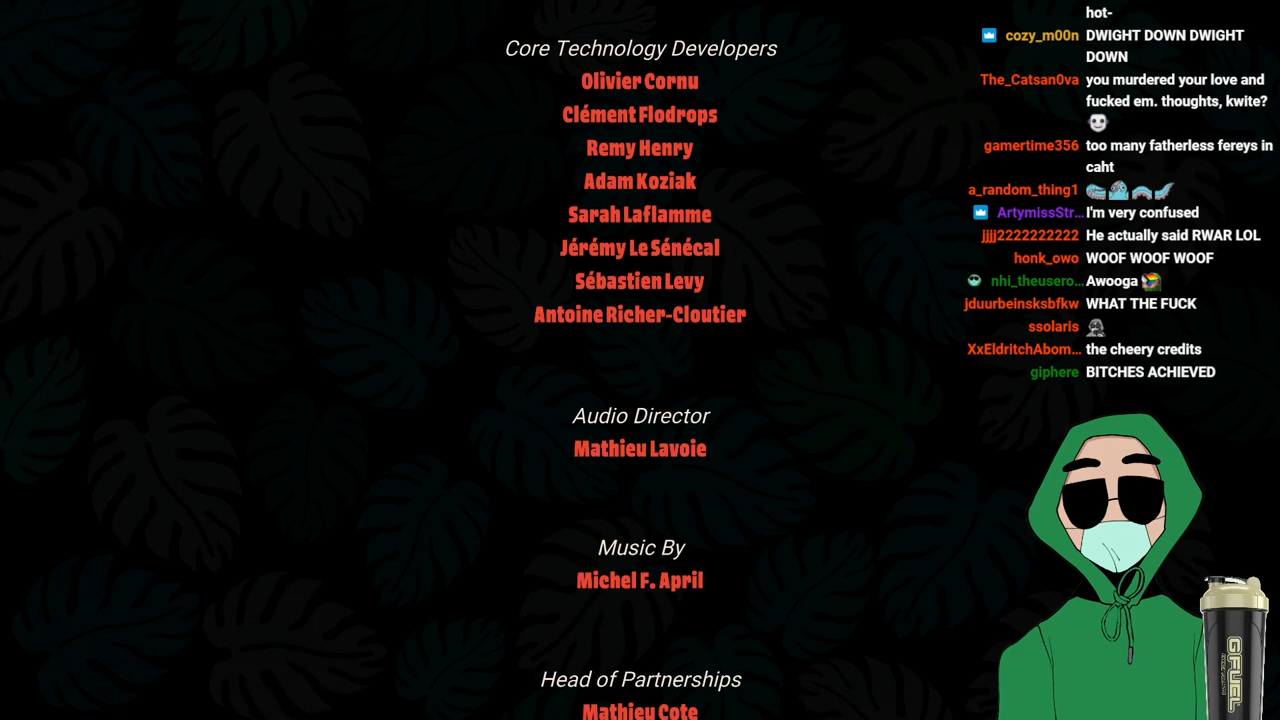 Core Technology Developers
Olivier Cornu
Clément Flodrops
Remy Henry
Adam Koziak
Sarah Laflamme
Jérémy Le Sénécal
Sébastien Levy
Antoine Richer-Cloutier
Audio Director
Mathieu Lavoie
Music By
Michel F. April
Head of Partnerships
Mathieu Cote
hot-
cozy_m00n DWIGHT DOWN DWIGHT
DOWN
The_Catsan0va you murdered your love and
fucked em. thoughts, kwite?
gamertime356 too many fatherless fereys in
caht
a_random_thing1
ArtymissStr... I'm very confused
jjjj2222222222 He actually said RWAR LOL
honk_owo WOOF WOOF WOOF
nhi_theusero... Awooga
jduurbeinsksbfkw WHAT THE FUCK
ssolaris
XxEldritchAbom... the cheery credits
giphere BITCHES ACHIEVED
GFUEL